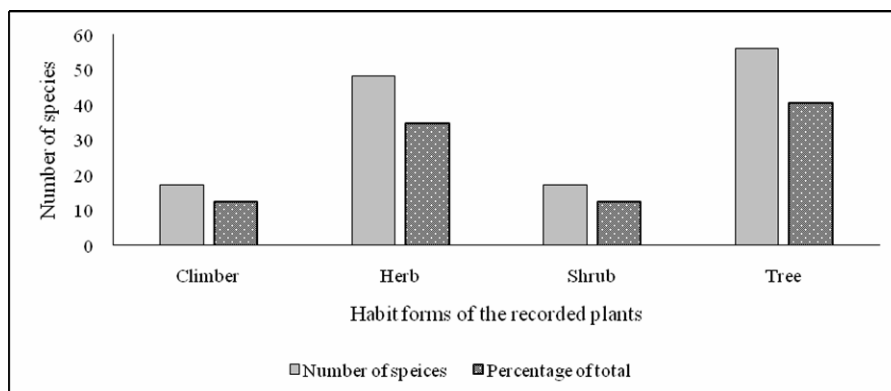 Number of species
60
50
40
30
20
10
0
Climber Herb Shrub Tree
Habit forms of the recorded plants
Number of speices Percentage of total